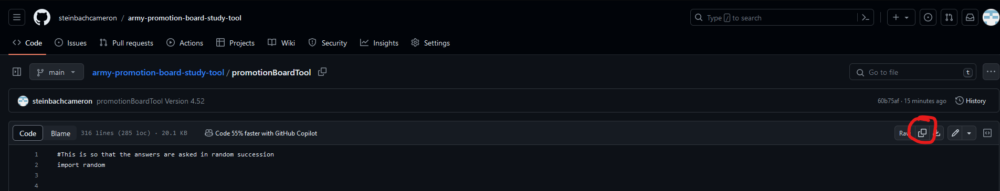 steinbachcameron / army-promotion-board-study-tool Type / to search
Code Issues Pull requests Actions Projects Wiki Security Insights Settings
main army-promotion-board-study-tool / promotionBoardTool Go to file t
steinbachcameron promotionBoardTool Version 4.52 60b75af · 15 minutes ago History
Code Blame 316 lines (285 loc) · 20.1 KB Code 55% faster with GitHub Copilot Raw
1 #This is so that the answers are asked in random succession
2 import random
3
4